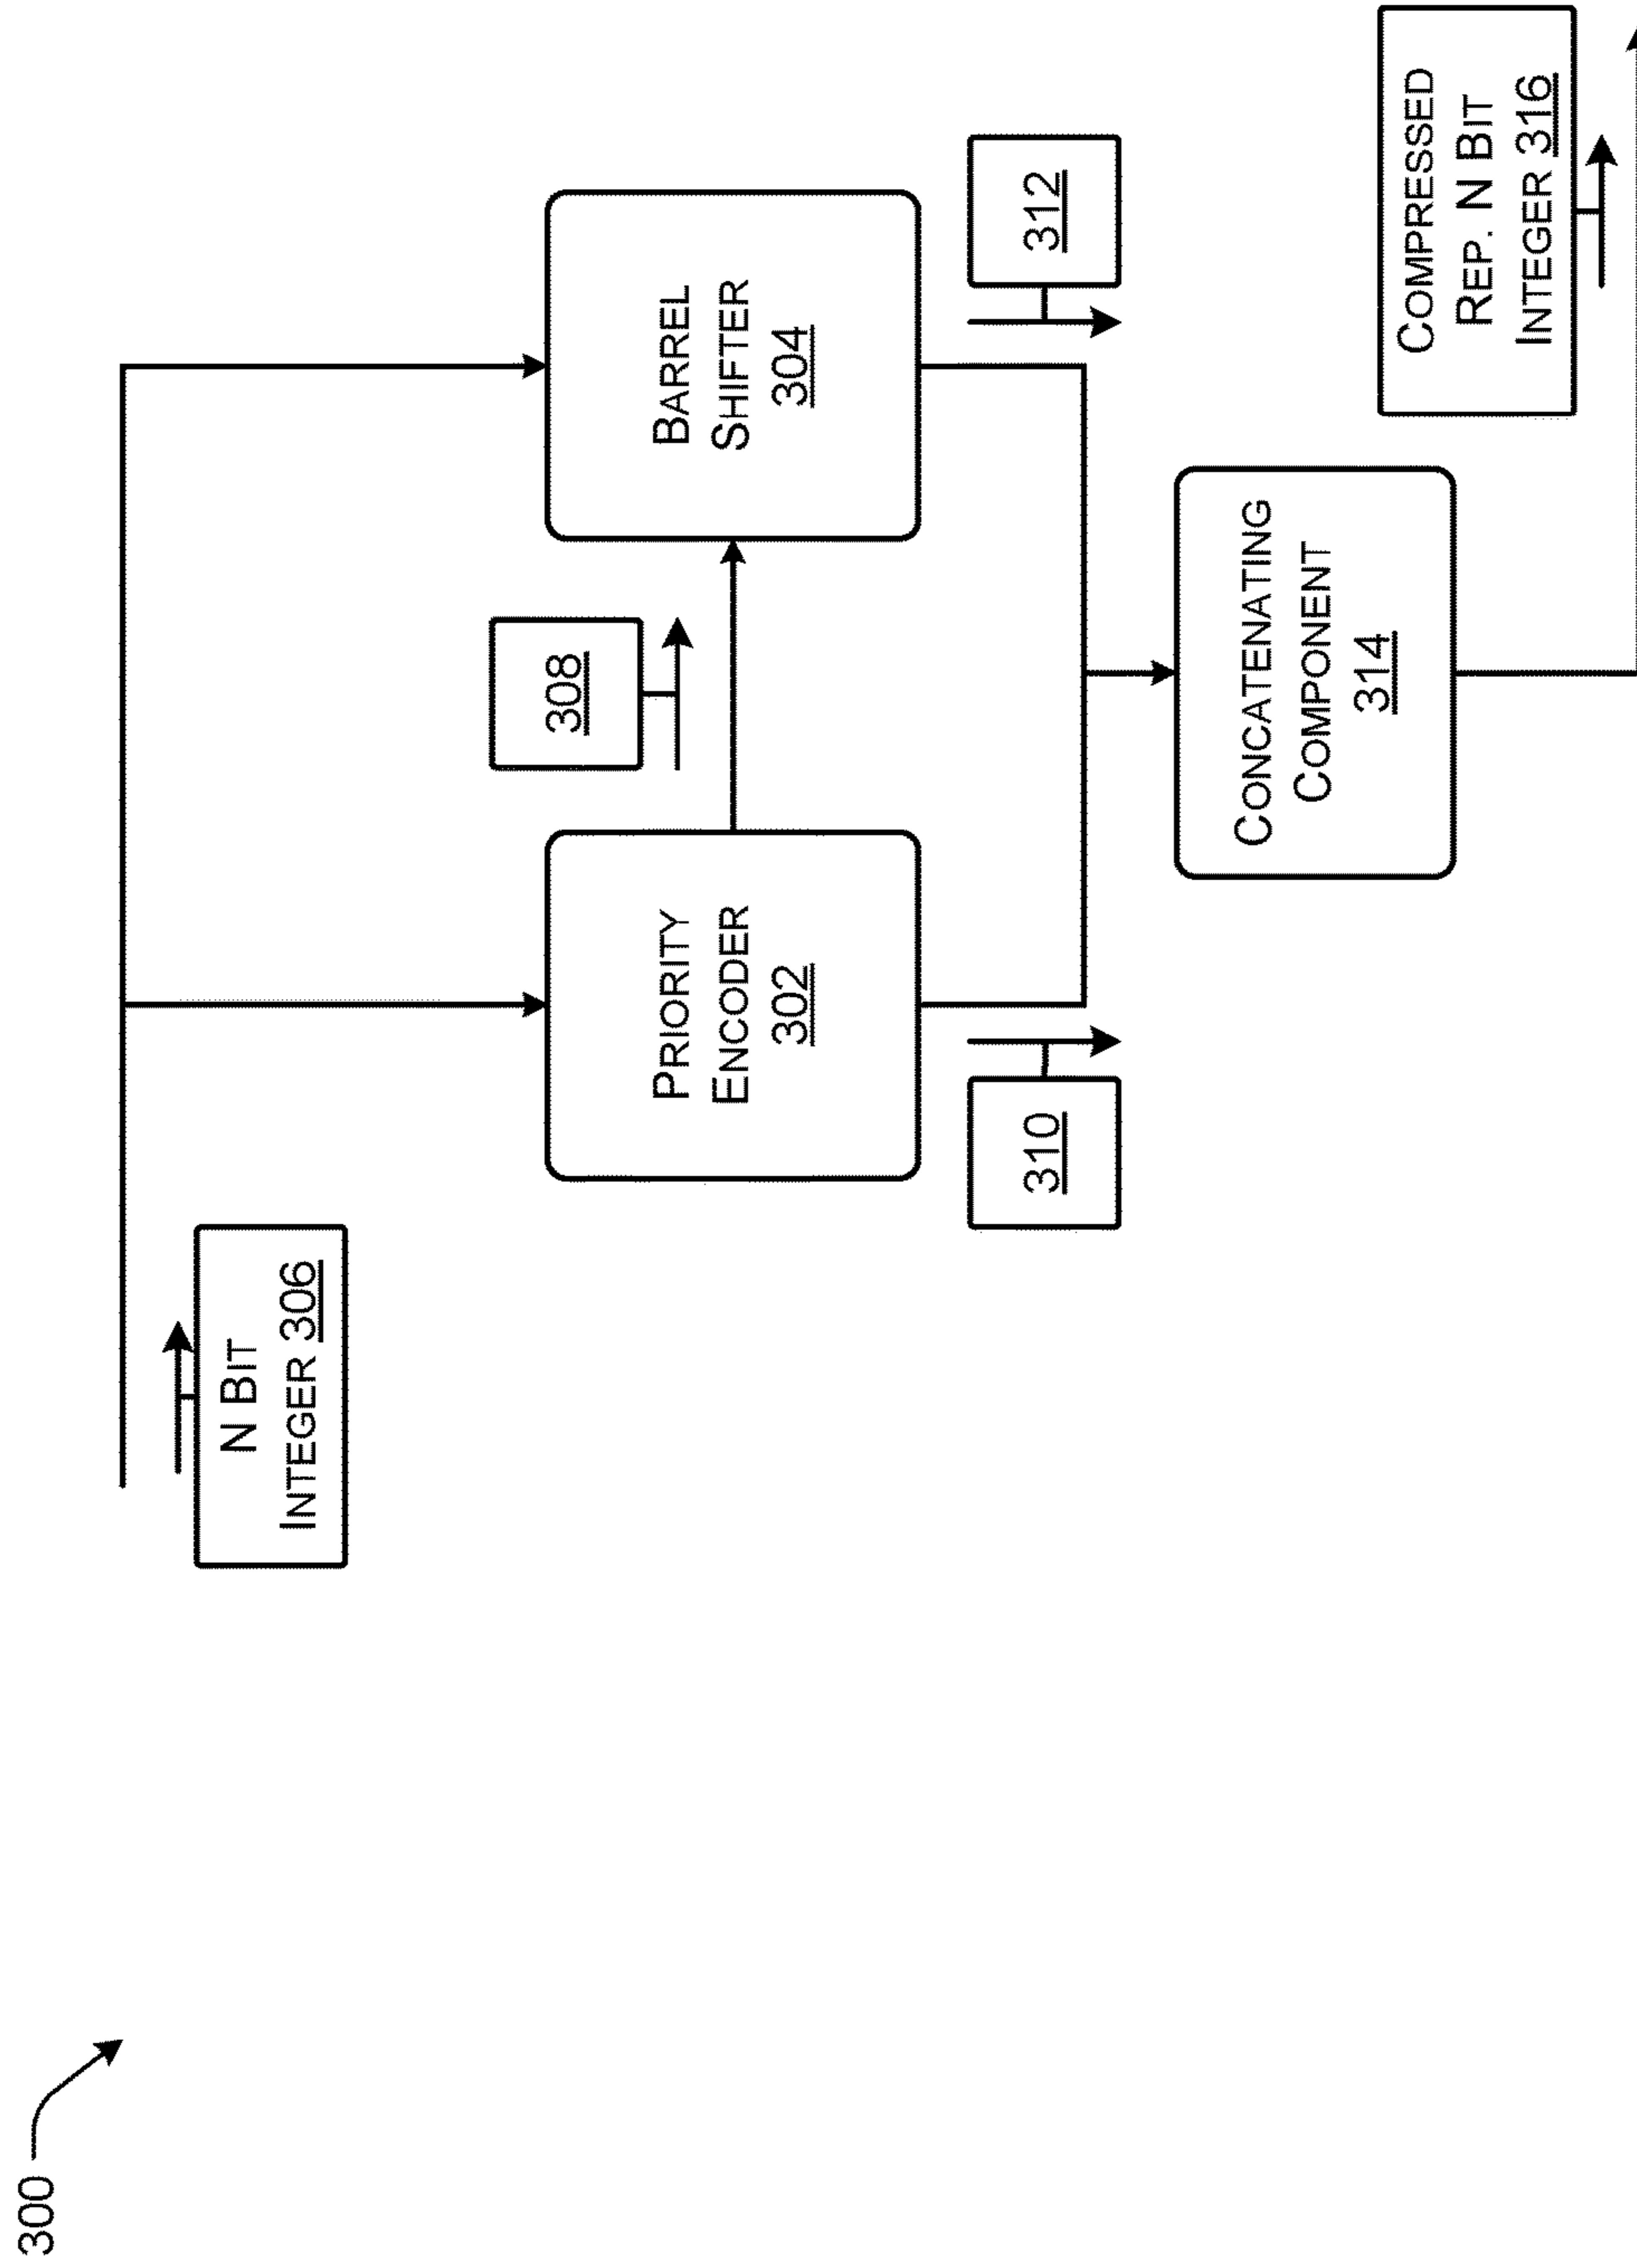 300
N BIT
INTEGER 306
PRIORITY
ENCODER
302
308
BARREL
SHIFTER
304
310
312
CONCATENATING
COMPONENT
314
COMPRESSED
REP. N BIT
INTEGER 316